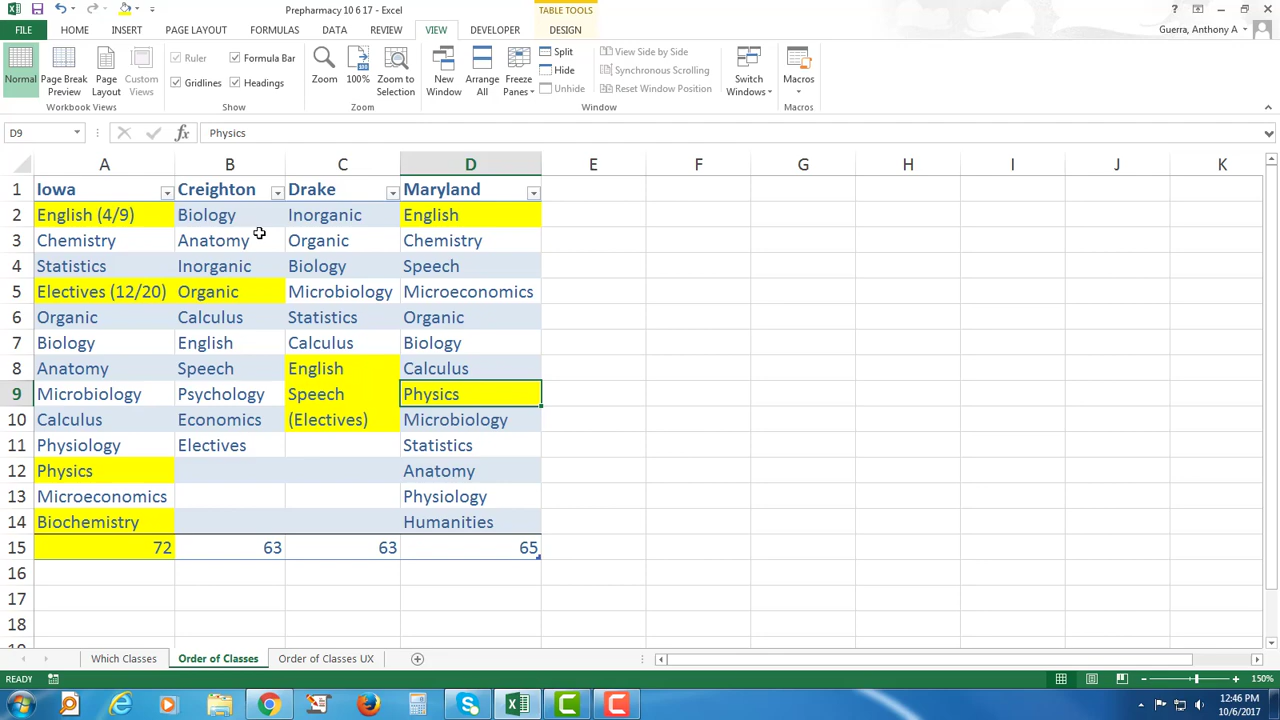 Prepharmacy 10 6 17 - Excel
TABLE TOOLS
FILE HOME INSERT PAGE LAYOUT FORMULAS DATA REVIEW VIEW DEVELOPER DESIGN
Guerra, Anthony A
Normal
Page Break Preview
Page Layout
Custom Views
Workbook Views
Ruler
Formula Bar
Gridlines
Headings
Show
Zoom
100%
Zoom to Selection
Zoom
New Window
Arrange All
Freeze Panes
Split
Hide
Unhide
View Side by Side
Synchronous Scrolling
Reset Window Position
Window
Switch Windows
Macros
Macros
D9 fx Physics
A B C D E F G H I J K
1 Iowa Creighton Drake Maryland
2 English (4/9) Biology Inorganic English
3 Chemistry Anatomy Organic Chemistry
4 Statistics Inorganic Biology Speech
5 Electives (12/20) Organic Microbiology Microeconomics
6 Organic Calculus Statistics Organic
7 Biology English Calculus Biology
8 Anatomy Speech English Calculus
9 Microbiology Psychology Speech Physics
10 Calculus Economics (Electives) Microbiology
11 Physiology Electives Statistics
12 Physics Anatomy
13 Microeconomics Physiology
14 Biochemistry Humanities
15 72 63 63 65
16
17
18
Which Classes Order of Classes Order of Classes UX
READY
150%
12:46 PM
10/6/2017